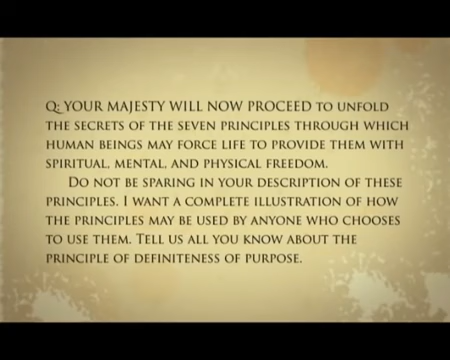 Q: YOUR MAJESTY WILL NOW PROCEED TO UNFOLD
THE SECRETS OF THE SEVEN PRINCIPLES THROUGH WHICH
HUMAN BEINGS MAY FORCE LIFE TO PROVIDE THEM WITH
SPIRITUAL, MENTAL, AND PHYSICAL FREEDOM.
DO NOT BE SPARING IN YOUR DESCRIPTION OF THESE
PRINCIPLES. I WANT A COMPLETE ILLUSTRATION OF HOW
THE PRINCIPLES MAY BE USED BY ANYONE WHO CHOOSES
TO USE THEM. TELL US ALL YOU KNOW ABOUT THE
PRINCIPLE OF DEFINITENESS OF PURPOSE.